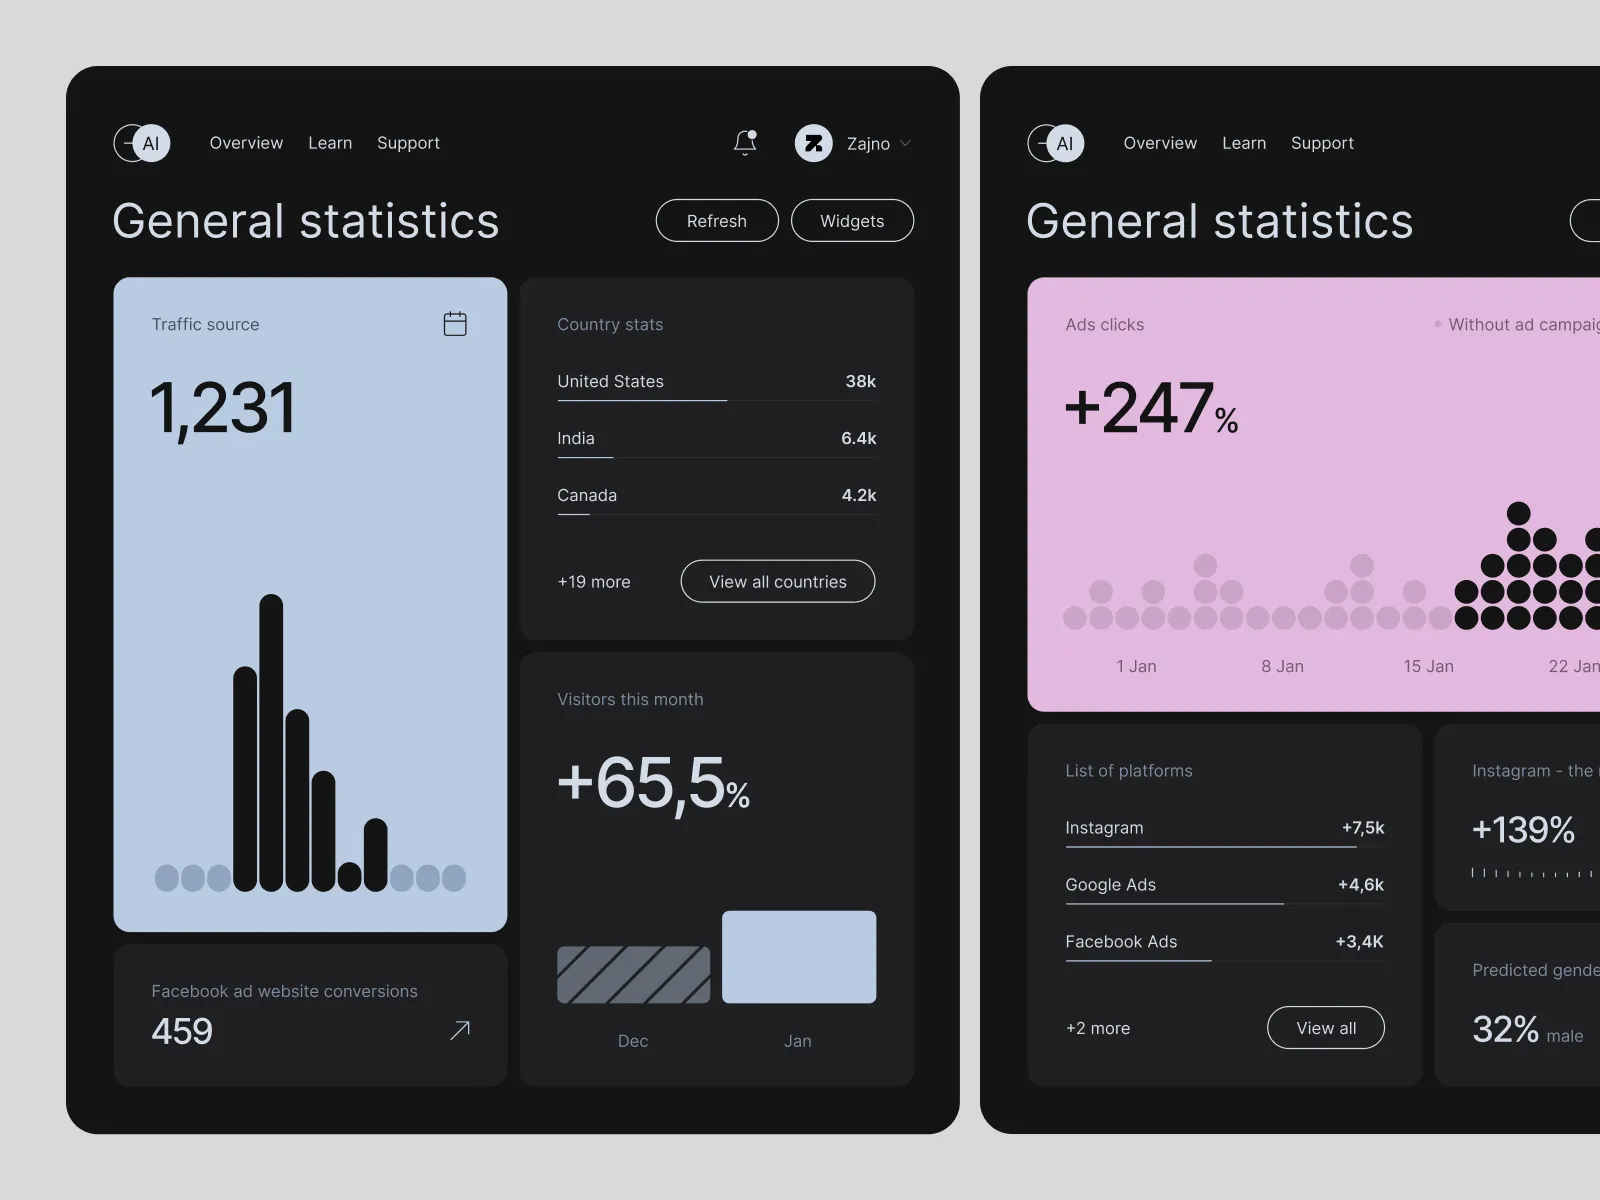 AI
Overview Learn Support
Zajno
General statistics
Refresh
Widgets
Traffic source
1,231
Facebook ad website conversions
459
Country stats
United States 38k
India 6.4k
Canada 4.2k
+19 more
View all countries
Visitors this month
+65,5%
Dec Jan
AI
Overview Learn Support
General statistics
Ads clicks
Without ad
+247%
1 Jan 8 Jan 15 Jan 22 Jan
List of platforms
Instagram +7,5k
Google Ads +4,6k
Facebook Ads +3,4K
+2 more
View all
Instagram - the
+139%
Predicted
32% male